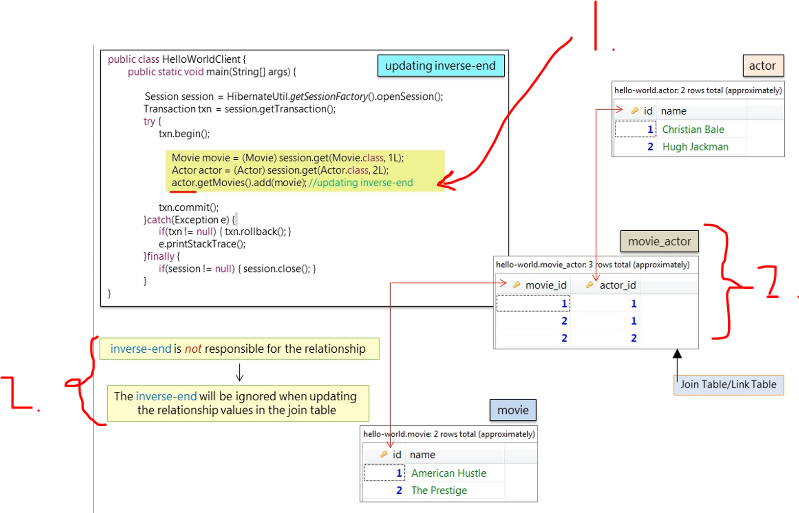 1.
public class HelloWorldClient {
public static void main(String[] args) {
updating inverse-end
Session session = HibernateUtil.getSessionFactory().openSession();
Transaction txn = session.getTransaction();
try {
txn.begin();
Movie movie = (Movie) session.get(Movie.class, 1L);
Actor actor = (Actor) session.get(Actor.class, 2L);
actor.getMovies().add(movie); //updating inverse-end
txn.commit();
}catch(Exception e) {
if(txn != null) { txn.rollback(); }
e.printStackTrace();
}finally {
if(session != null) { session.close(); }
}
}
actor
hello-world.actor: 2 rows total (approximately)
id name
1 Christian Bale
2 Hugh Jackman
movie_actor
hello-world.movie_actor: 3 rows total (approximately)
movie_id actor_id
1 1
2 1
2 2
2.
Join Table/Link Table
2.
inverse-end is not responsible for the relationship
The inverse-end will be ignored when updating
the relationship values in the join table
movie
hello-world.movie: 2 rows total (approximately)
id name
1 American Hustle
2 The Prestige